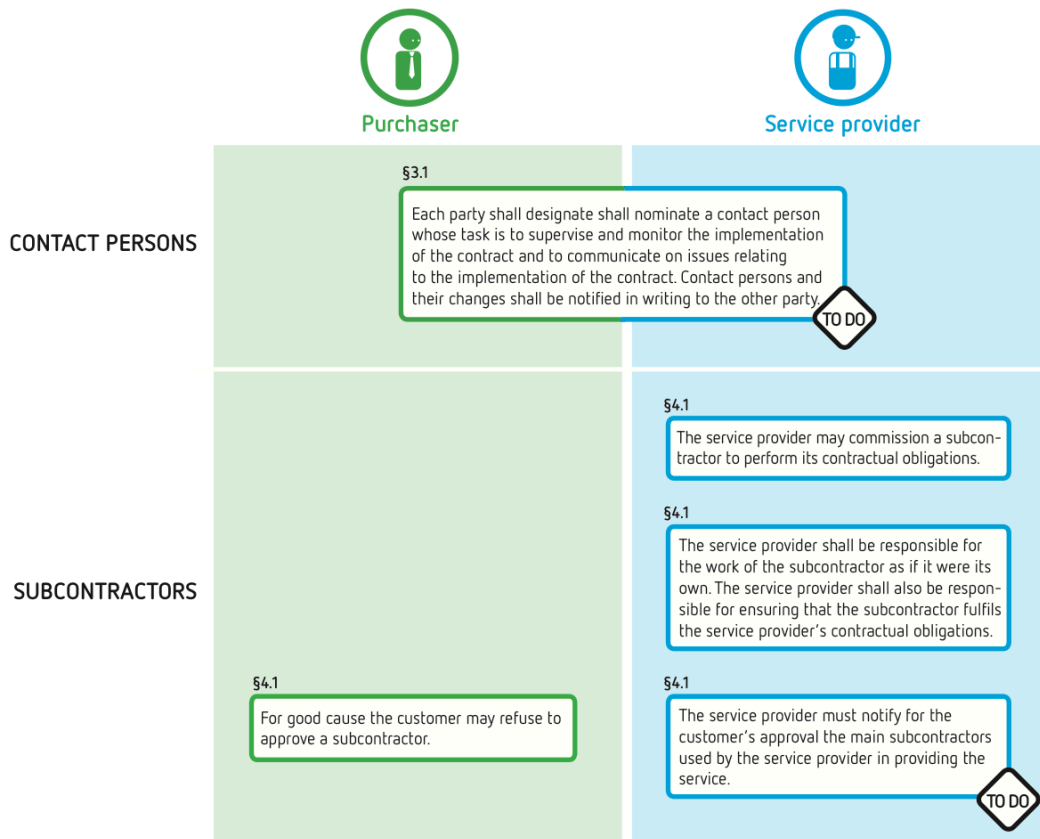 Purchaser
Service provider
CONTACT PERSONS
§3.1
Each party shall designate shall nominate a contact person
whose task is to supervise and monitor the implementation
of the contract and to communicate on issues relating
to the implementation of the contract. Contact persons and
their changes shall be notified in writing to the other party.
TO DO
SUBCONTRACTORS
§4.1
For good cause the customer may refuse to
approve a subcontractor.
§4.1
The service provider may commission a subcon-
tractor to perform its contractual obligations.
§4.1
The service provider shall be responsible for
the work of the subcontractor as if it were its
own. The service provider shall also be respon-
sible for ensuring that the subcontractor fulfils
the service provider's contractual obligations.
§4.1
The service provider must notify for the
customer's approval the main subcontractors
used by the service provider in providing the
service.
TO DO